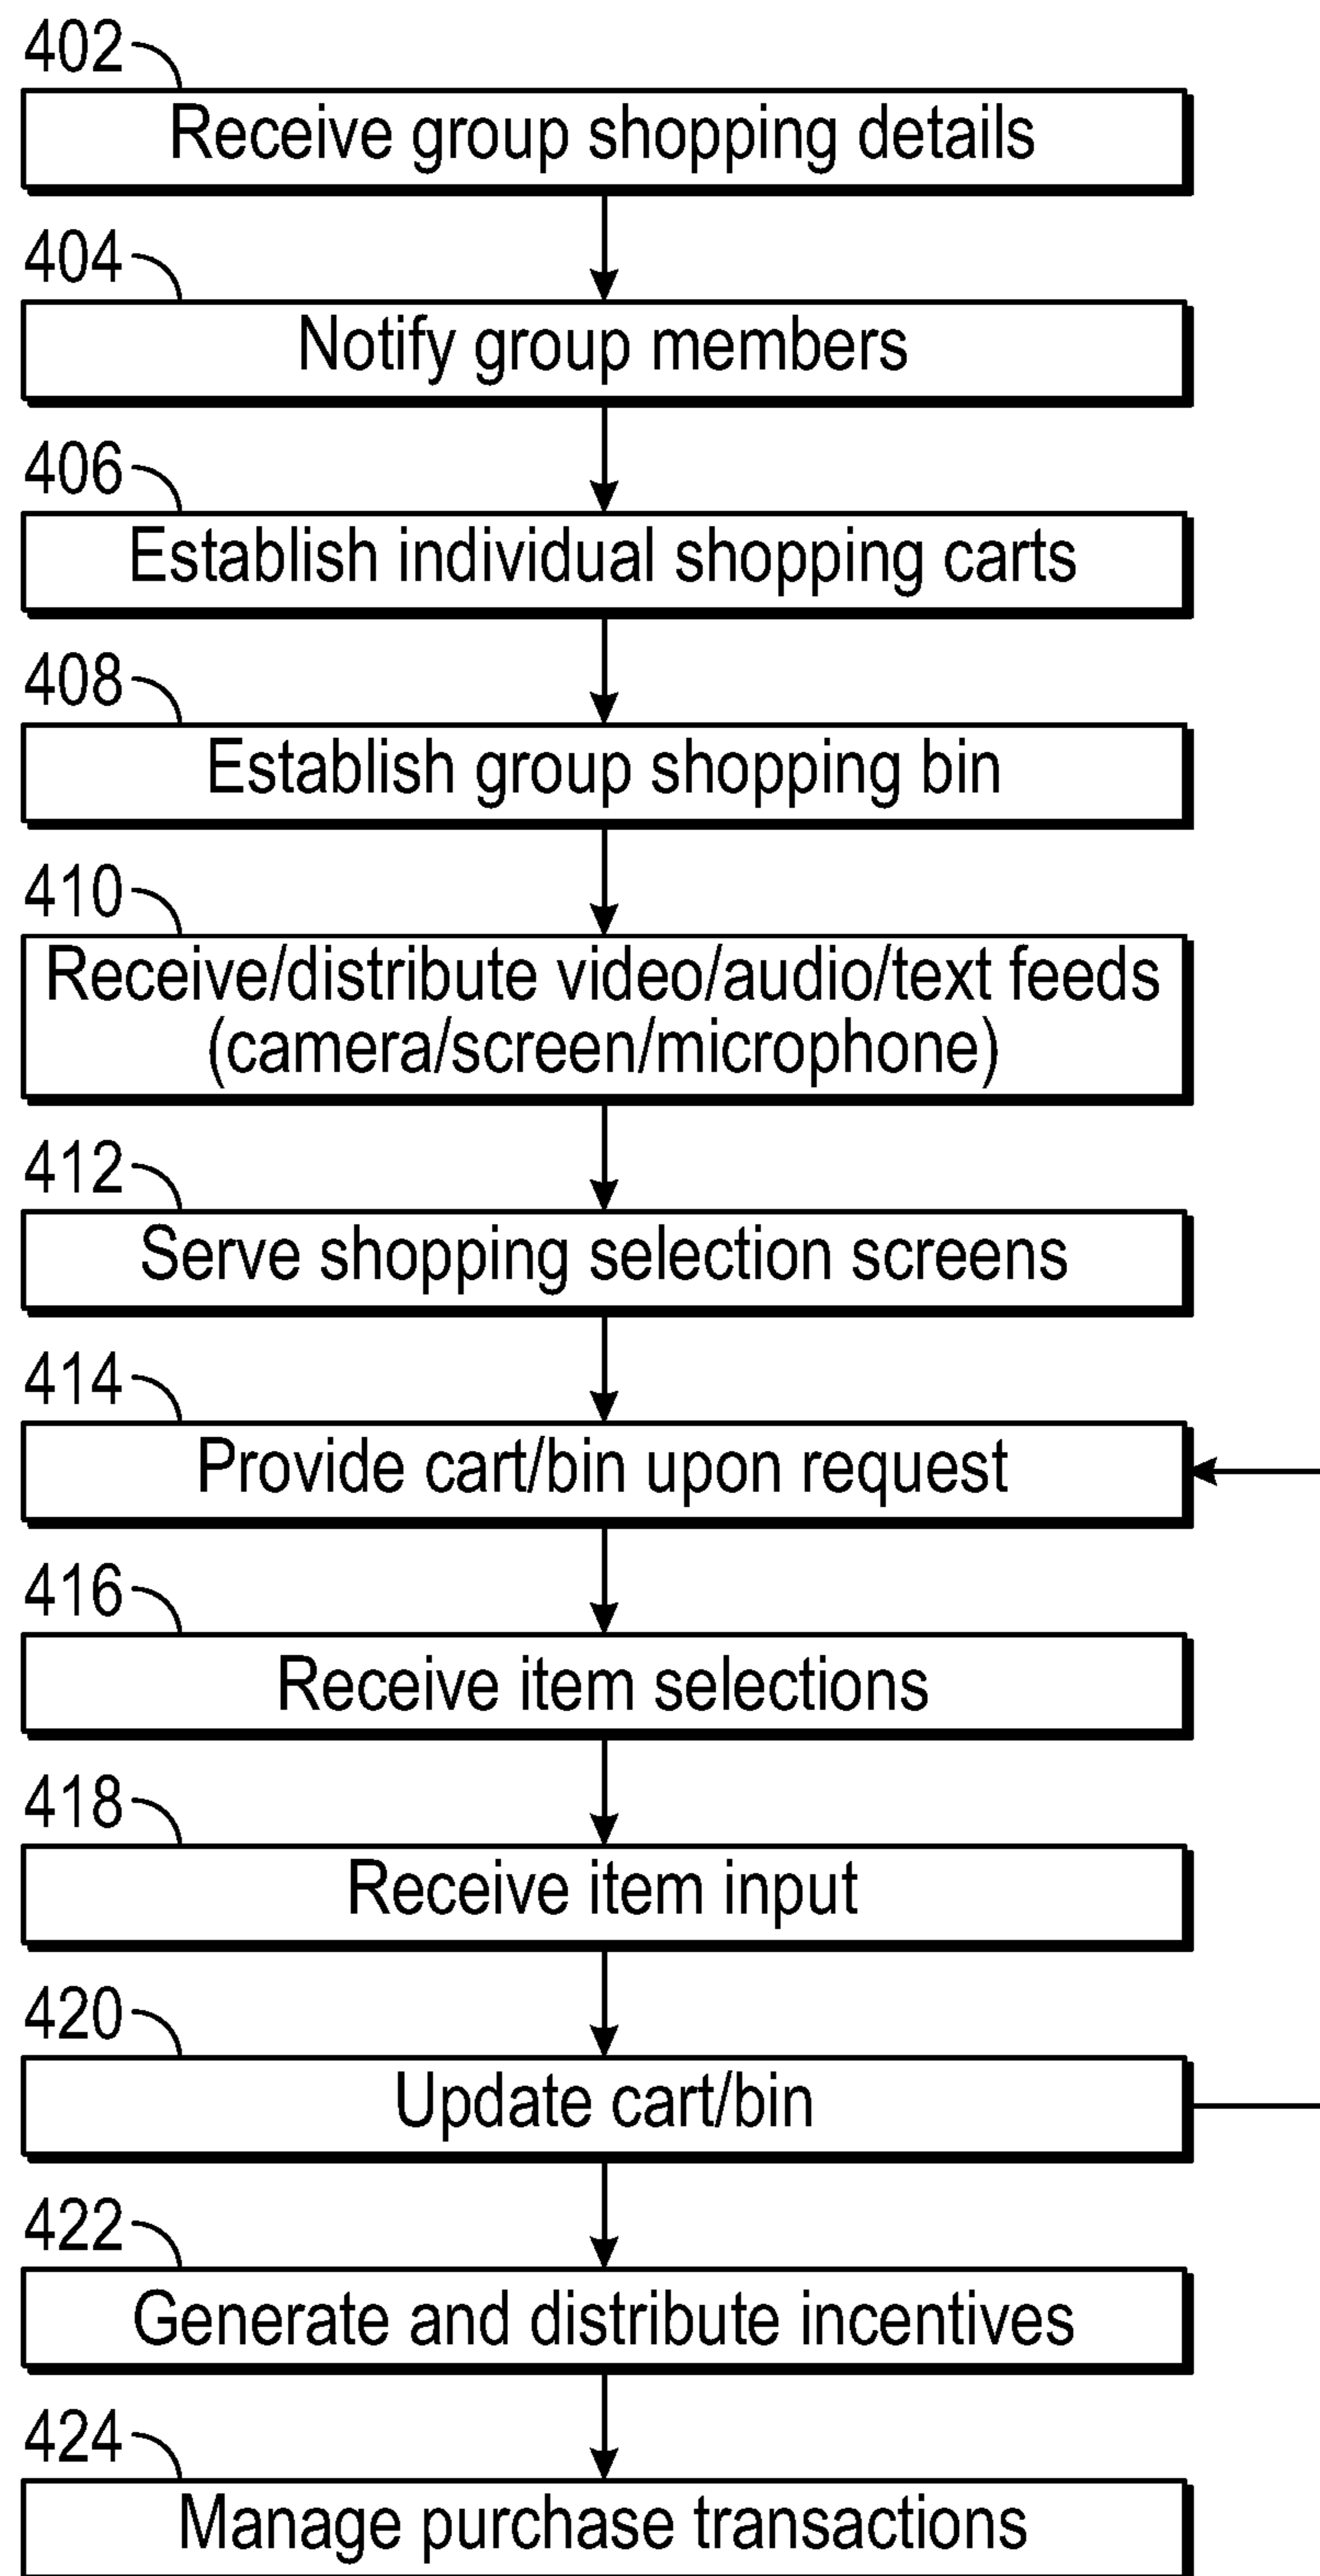 402
Receive group shopping details
404
Notify group members
406
Establish individual shopping carts
408
Establish group shopping bin
410
Receive/distribute video/audio/text feeds
(camera/screen/microphone)
412
Serve shopping selection screens
414
Provide cart/bin upon request
416
Receive item selections
418
Receive item input
420
Update cart/bin
422
Generate and distribute incentives
424
Manage purchase transactions